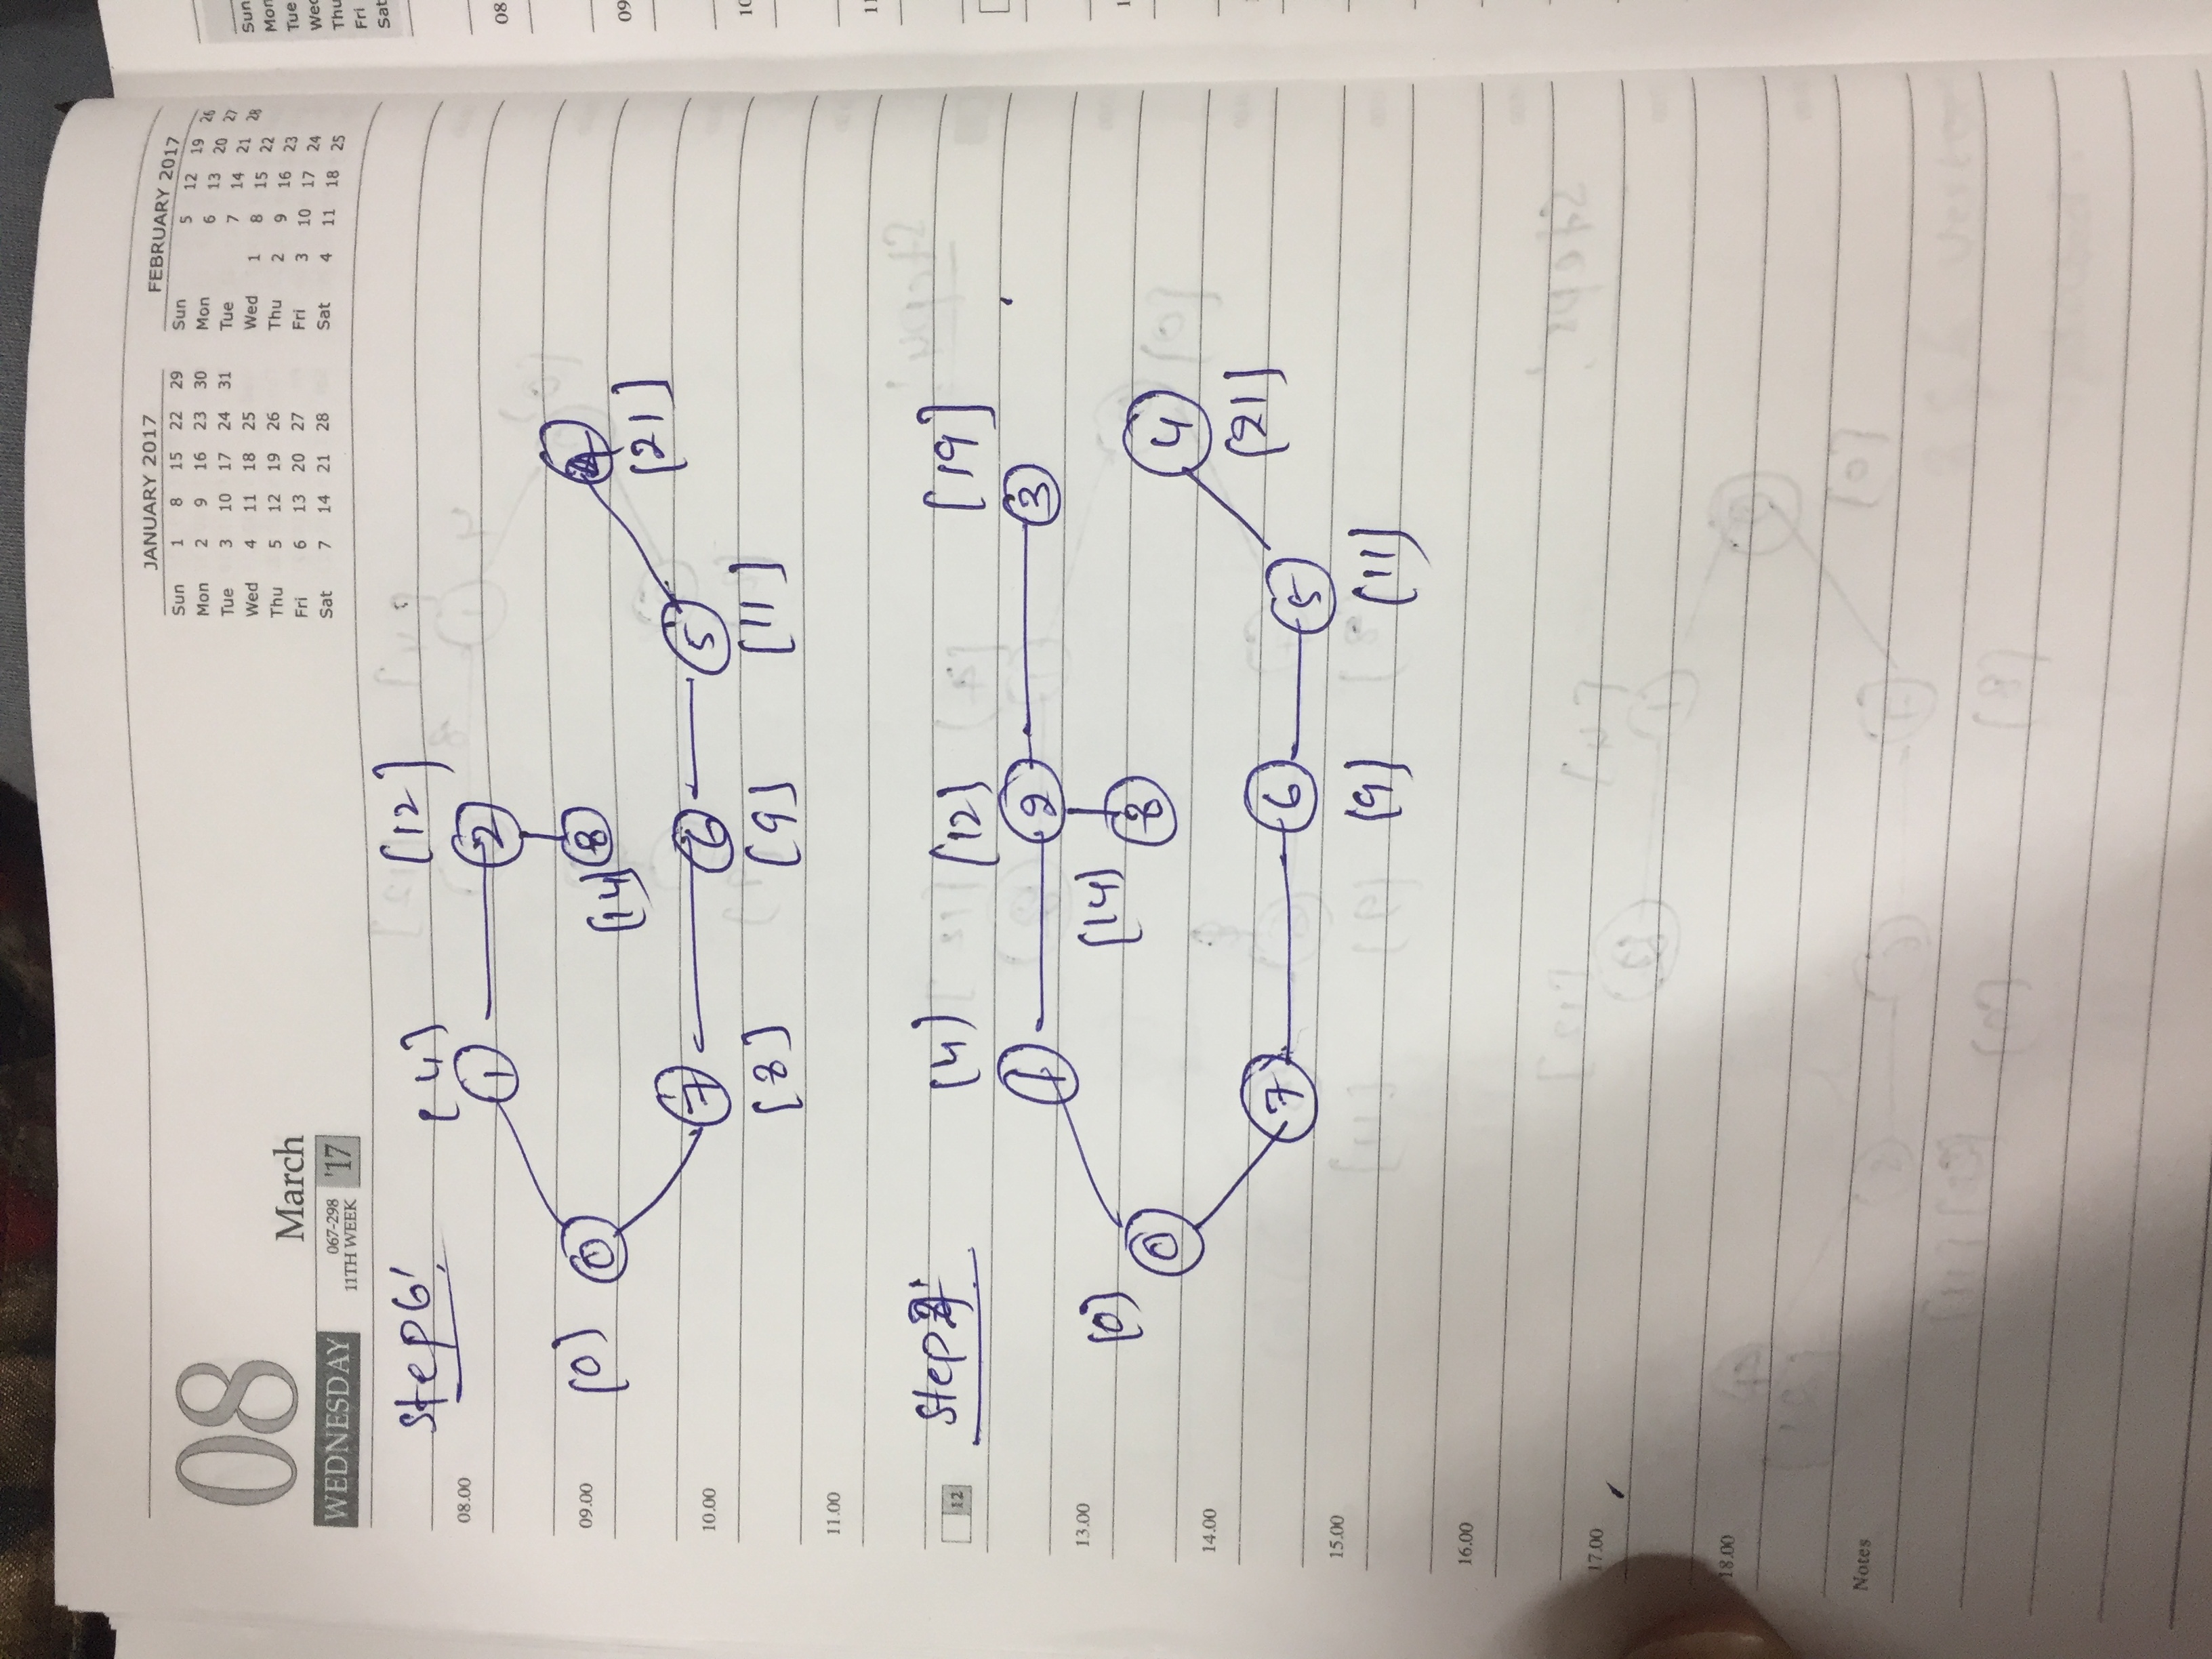 08
March
WEDNESDAY
067-298
11TH WEEK
'17
JANUARY 2017
Sun 1 8 15 22 29
Mon 2 9 16 23 30
Tue 3 10 17 24 31
Wed 4 11 18 25
Thu 5 12 19 26
Fri 6 13 20 27
Sat 7 14 21 28
FEBRUARY 2017
Sun 5 12 19 26
Mon 6 13 20 27
Tue 7 14 21 28
Wed 1 8 15 22
Thu 2 9 16 23
Fri 3 10 17 24
Sat 4 11 18 25
Step 6:
[4] [12]
08.00
1 2
09.00
[0] 0 [14] 8 4
[21]
10.00
7 6 5
[8] [9] [11]
11.00
12
Step 7:
[4] [12] [19]
1 2 3
13.00
[0] [14] 8 4
0
14.00
[21]
7 6 5
15.00
[9] [11]
16.00
17.00
18.00
Notes
Sun
Mon
Tue
Wed
Thu
Fri
Sat
08
09
10
11